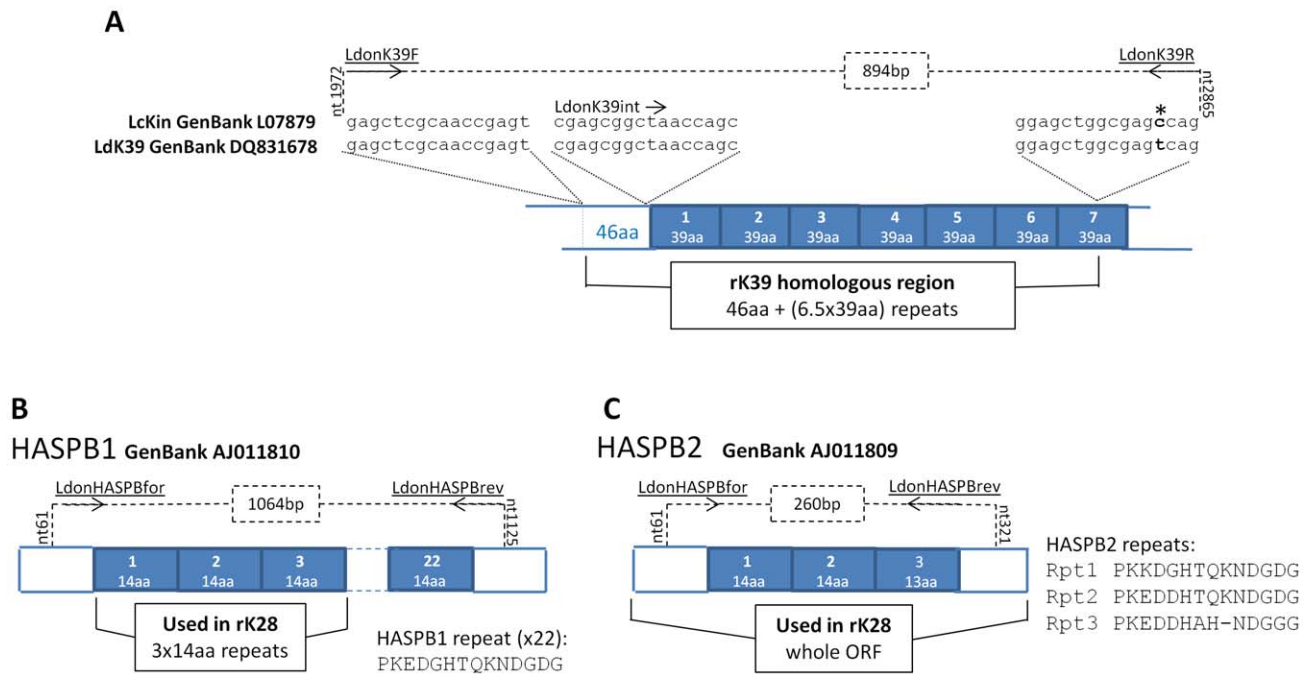 A
LdonK39F
894bp
LdonK39R
nt 1972
nt2865
LdonK39int
*
LcKin GenBank L07879 gagctcgcaaccgagt cgagcggctaaccagc ggagctggcgagccag
LdK39 GenBank DQ831678 gagctcgcaaccgagt cgagcggctaaccagc ggagctggcgagtcag
46aa
1 2 3 4 5 6 7
39aa 39aa 39aa 39aa 39aa 39aa 39aa
rK39 homologous region
46aa + (6.5x39aa) repeats
B
HASPB1 GenBank AJ011810
LdonHASPBfor
1064bp
LdonHASPBrev
nt61
nt1125
1 2 3 22
14aa 14aa 14aa 14aa
Used in rK28
3x14aa repeats
HASPB1 repeat (x22):
PKEDGHTQKNDGDG
C
HASPB2 GenBank AJ011809
LdonHASPBfor
260bp
LdonHASPBrev
nt61
nt321
1 2 3
14aa 14aa 13aa
Used in rK28
whole ORF
HASPB2 repeats:
Rpt1 PKKDGHTQKNDGDG
Rpt2 PKEDDHTQKNDGDG
Rpt3 PKEDDHAH-NDGGG